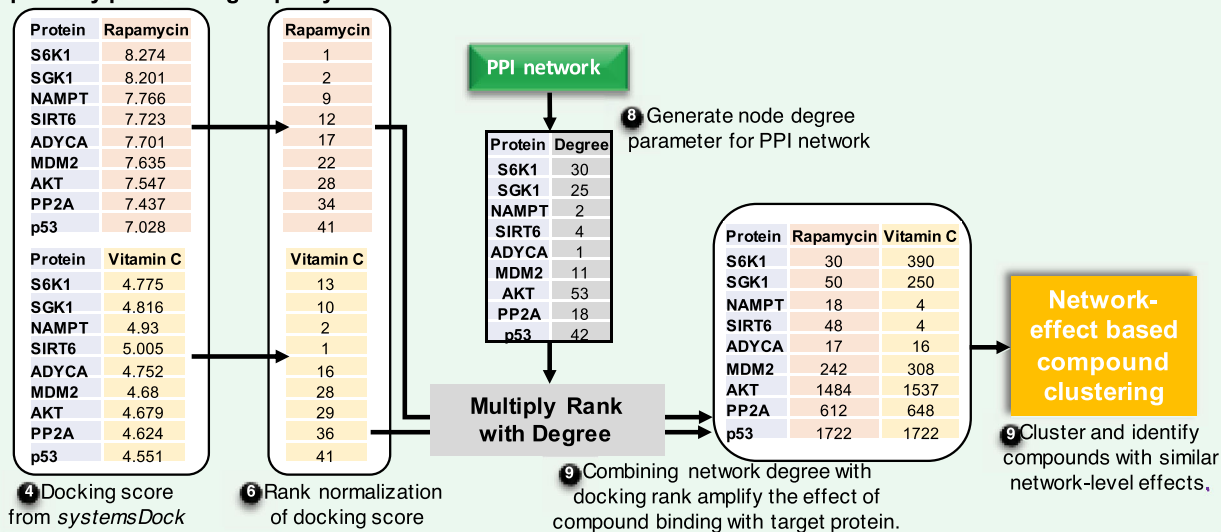 Protein Rapamycin
S6K1 8.274
SGK1 8.201
NAMPT 7.766
SIRT6 7.723
ADYCA 7.701
MDM2 7.635
AKT 7.547
PP2A 7.437
p53 7.028
Protein Vitamin C
S6K1 4.775
SGK1 4.816
NAMPT 4.93
SIRT6 5.005
ADYCA 4.752
MDM2 4.68
AKT 4.679
PP2A 4.624
p53 4.551
4 Docking score
from systemsDock
Rapamycin
1
2
9
12
17
22
28
34
41
Vitamin C
13
10
2
1
16
28
29
36
41
6 Rank normalization
of docking score
PPI network
8 Generate node degree
parameter for PPI network
Protein Degree
S6K1 30
SGK1 25
NAMPT 2
SIRT6 4
ADYCA 1
MDM2 11
AKT 53
PP2A 18
p53 42
Multiply Rank
with Degree
9 Combining network degree with
docking rank amplify the effect of
compound binding with target protein.
Protein Rapamycin Vitamin C
S6K1 30 390
SGK1 50 250
NAMPT 18 4
SIRT6 48 4
ADYCA 17 16
MDM2 242 308
AKT 1484 1537
PP2A 612 648
p53 1722 1722
Network-
effect based
compound
clustering
9 Cluster and identify
compounds with similar
network-level effects.